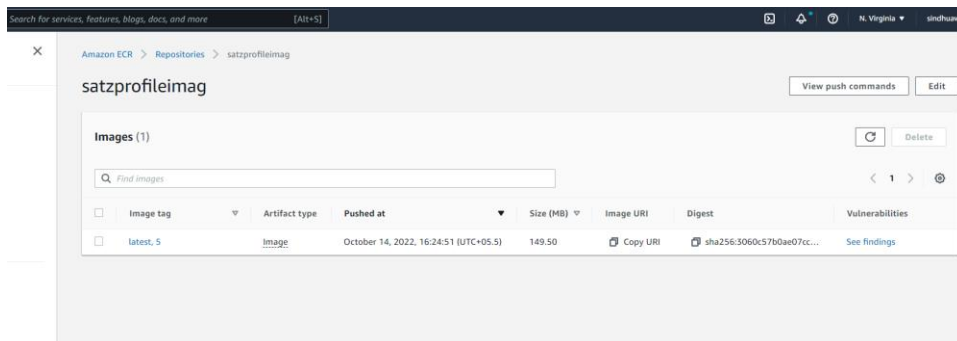 Search for services, features, blogs, docs, and more [Alt+S] N. Virginia ▼
Amazon ECR > Repositories > satzprofileimag
satzprofileimag
View push commands Edit
Images (1)
Delete
Find images
< 1 >
Image tag Artifact type Pushed at Size (MB) Image URI Digest Vulnerabilities
latest, 5 Image October 14, 2022, 16:24:51 (UTC+05.5) 149.50 Copy URI sha256:3060c57b0ae07cc... See findings